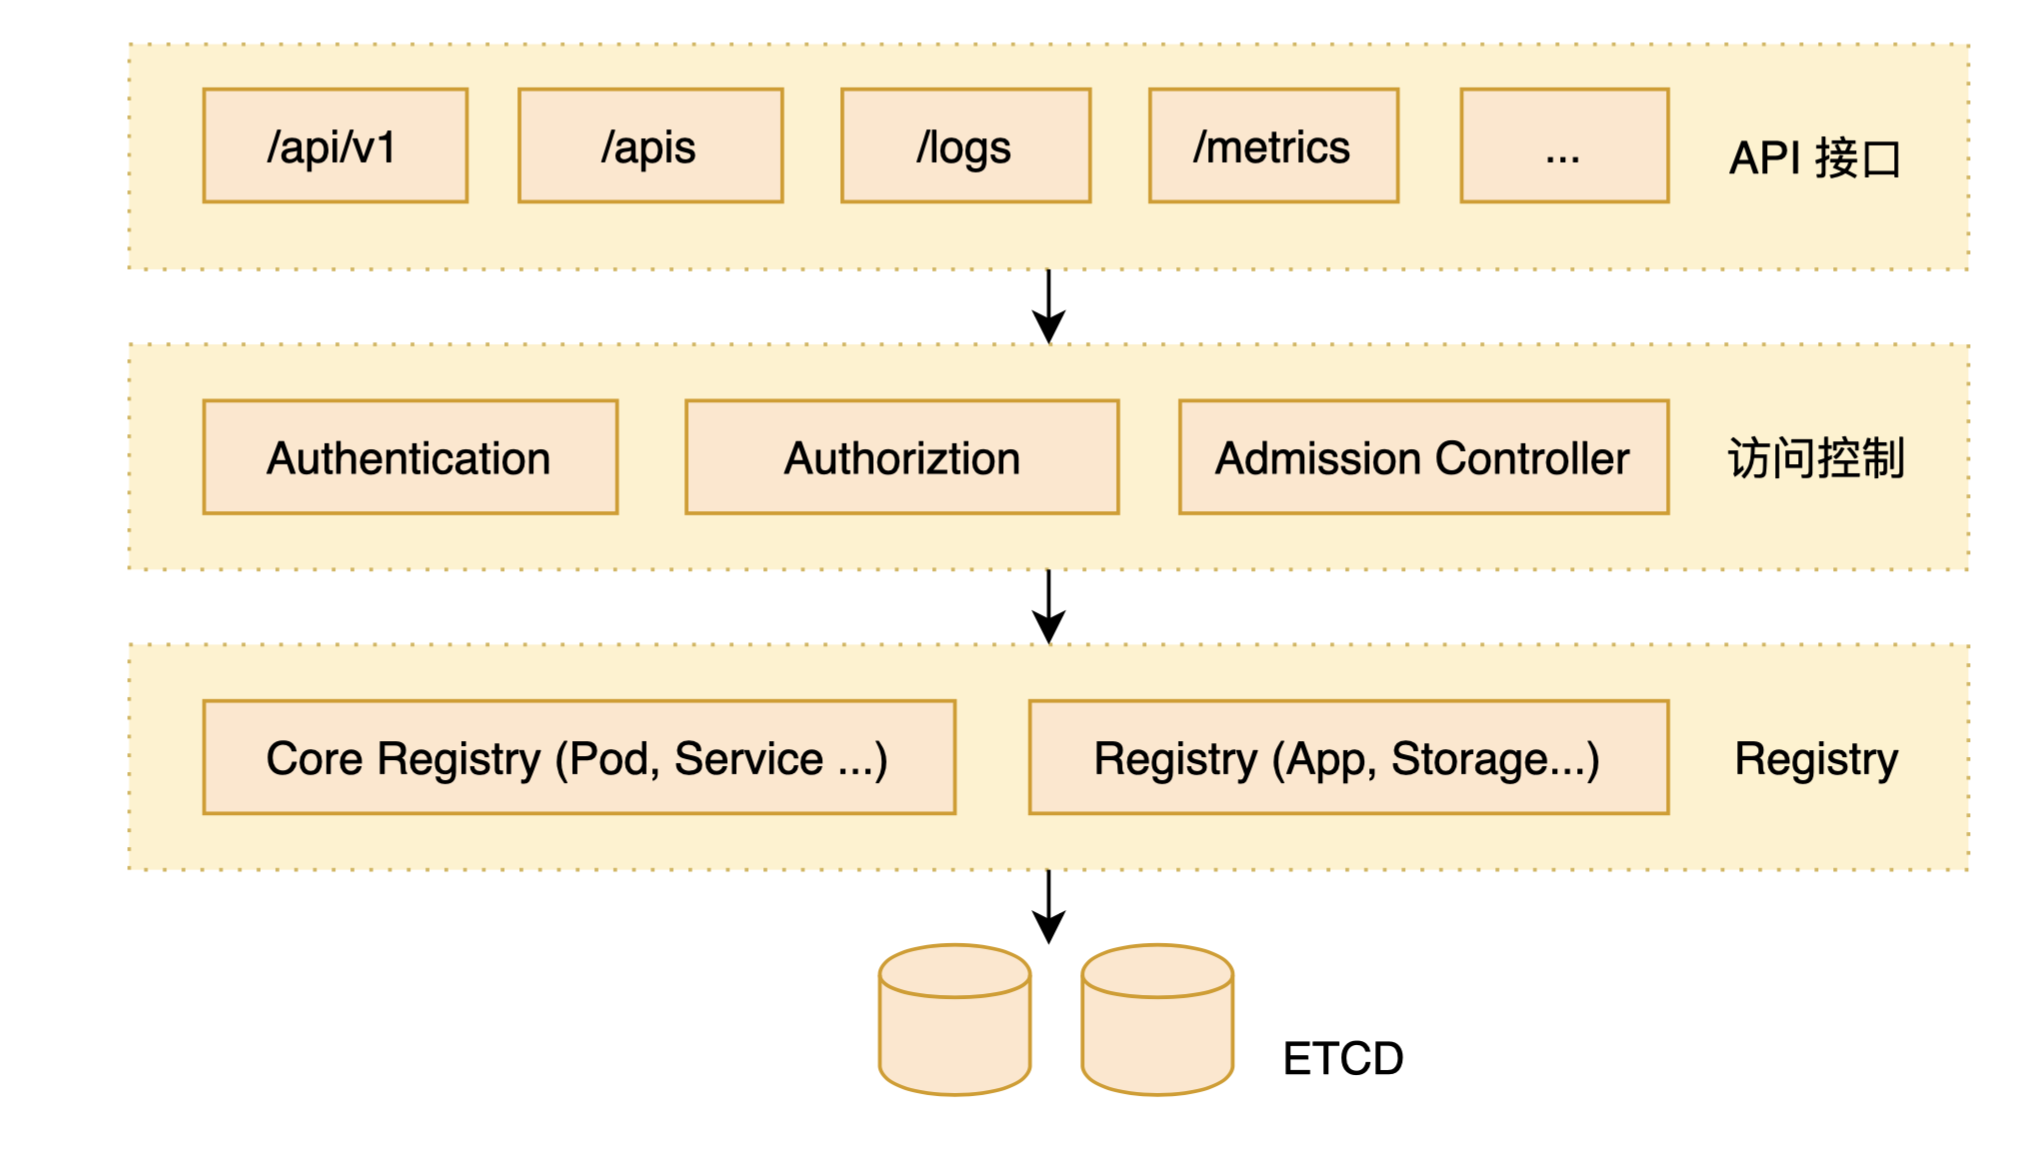 /api/v1
/apis
/logs
/metrics
...
API 接口
Authentication
Authoriztion
Admission Controller
访问控制
Core Registry (Pod, Service ...)
Registry (App, Storage...)
Registry
ETCD